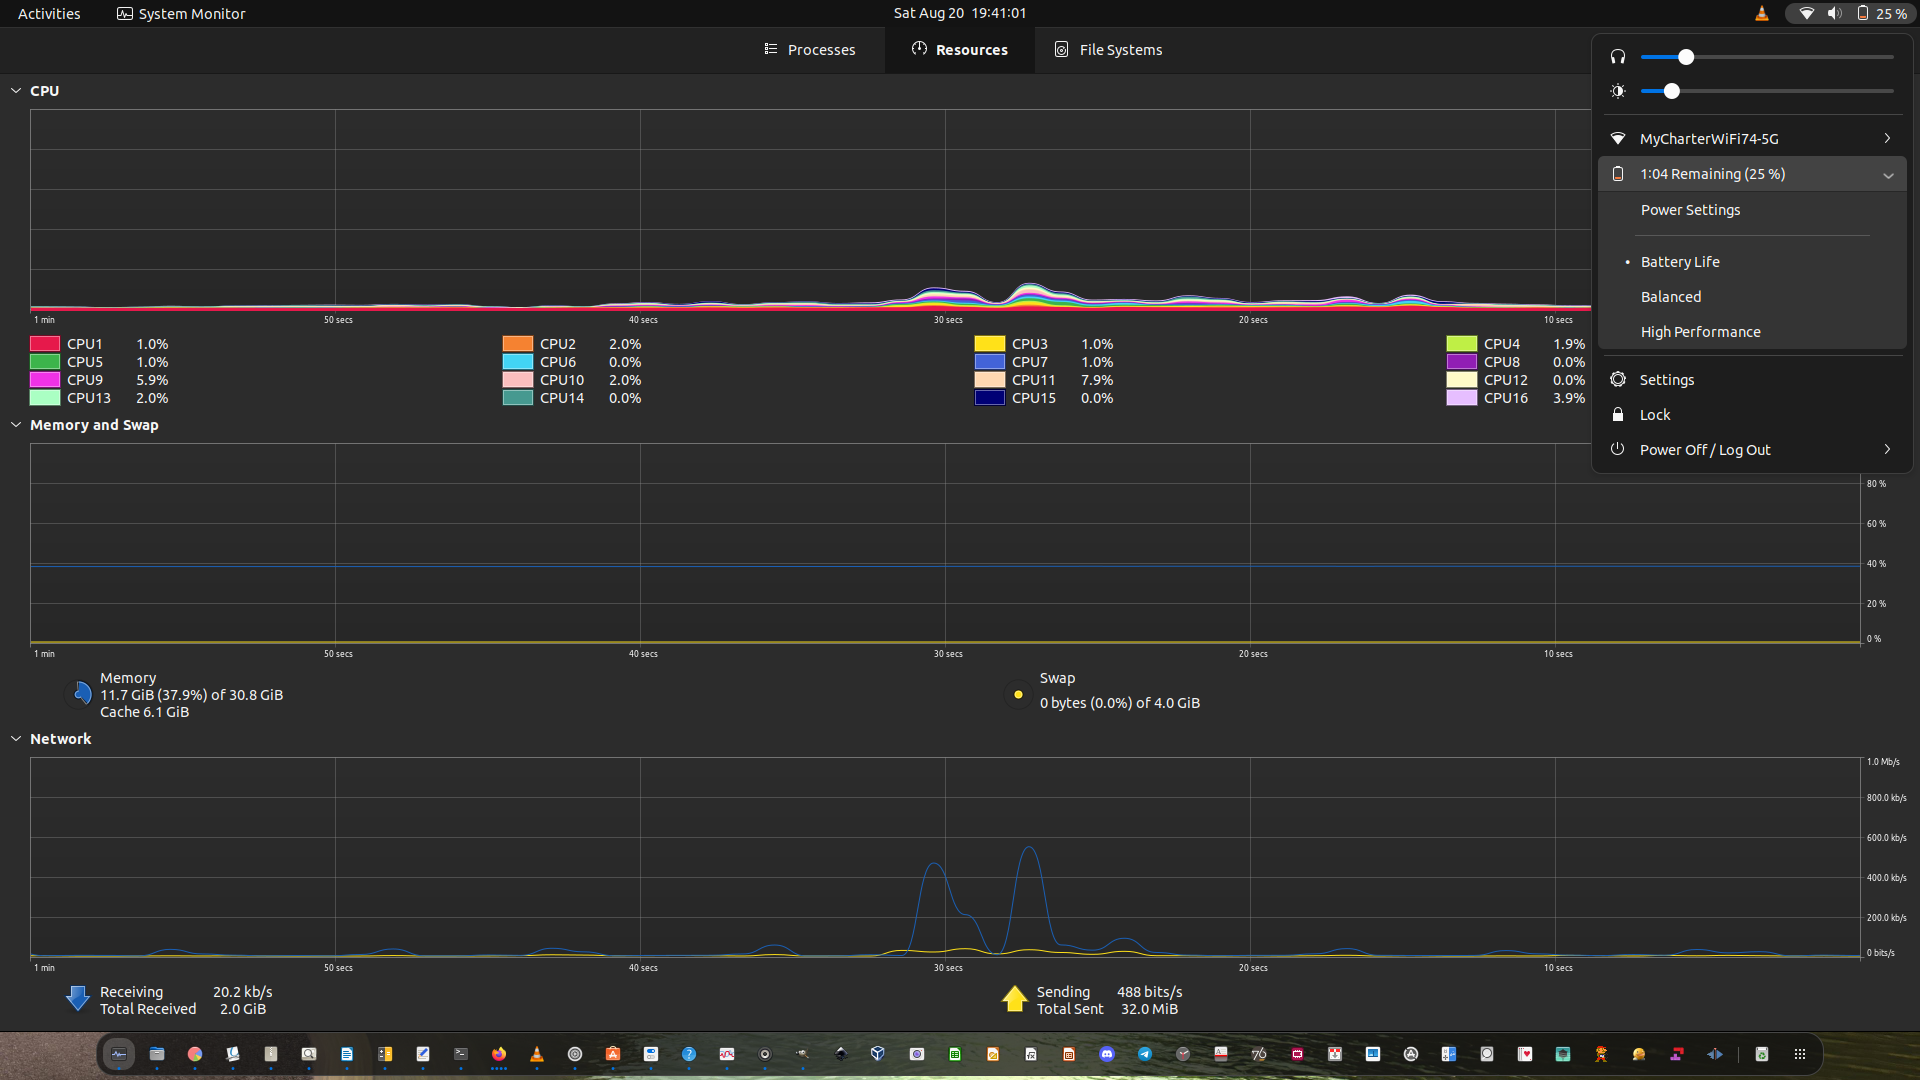 Activities System Monitor Sat Aug 20 19:41:01 25 %
Processes Resources File Systems
CPU
1 min 50 secs 40 secs 30 secs 20 secs 10 secs
CPU1 1.0% CPU2 2.0% CPU3 1.0% CPU4 1.9%
CPU5 1.0% CPU6 0.0% CPU7 1.0% CPU8 0.0%
CPU9 5.9% CPU10 2.0% CPU11 7.9% CPU12 0.0%
CPU13 2.0% CPU14 0.0% CPU15 0.0% CPU16 3.9%
MyCharterWiFi74-5G
1:04 Remaining (25 %)
Power Settings
• Battery Life
Balanced
High Performance
Settings
Lock
Power Off / Log Out
Memory and Swap
80 %
60 %
40 %
20 %
0 %
1 min 50 secs 40 secs 30 secs 20 secs 10 secs
Memory
11.7 GiB (37.9%) of 30.8 GiB
Cache 6.1 GiB
Swap
0 bytes (0.0%) of 4.0 GiB
Network
1.0 Mb/s
800.0 kb/s
600.0 kb/s
400.0 kb/s
200.0 kb/s
0 bits/s
1 min 50 secs 40 secs 30 secs 20 secs 10 secs
Receiving 20.2 kb/s
Total Received 2.0 GiB
Sending 488 bits/s
Total Sent 32.0 MiB
76